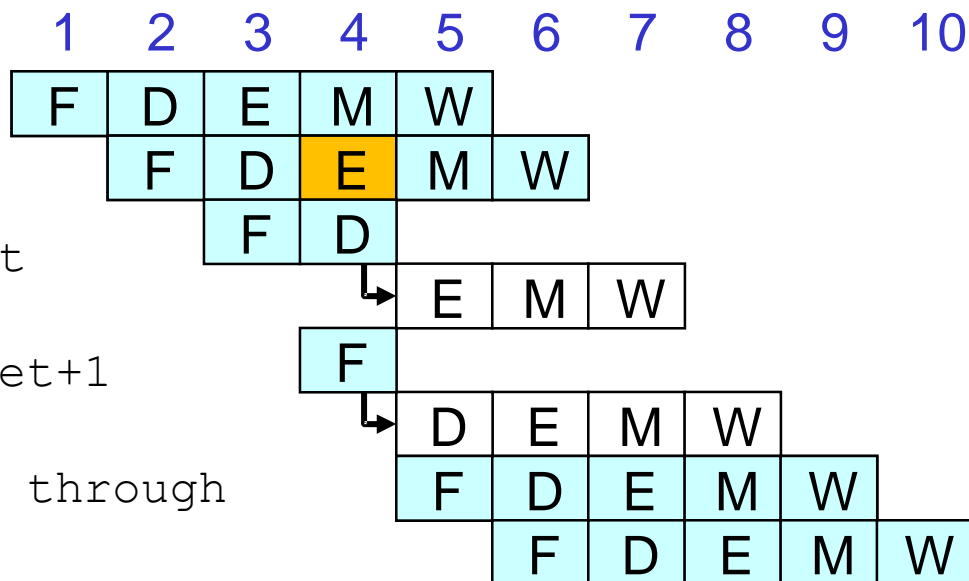 1 2 3 4 5 6 7 8 9 10
F D E M W
F D E M W
F D
t
E M W
F
et+1
D E M W
through
F D E M W
F D E M W